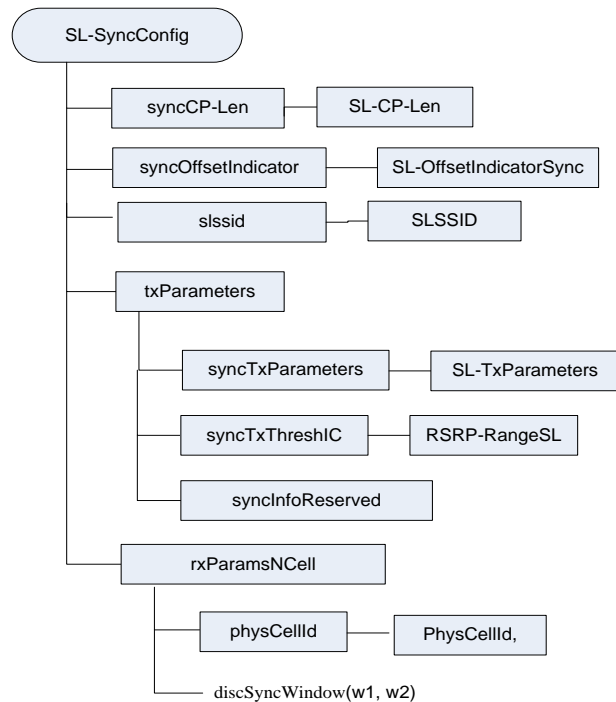 SL-SyncConfig
syncCP-Len SL-CP-Len
syncOffsetIndicator SL-OffsetIndicatorSync
slssid SLSSID
txParameters
syncTxParameters SL-TxParameters
syncTxThreshIC RSRP-RangeSL
syncInfoReserved
rxParamsNCell
physCellId PhysCellId,
discSyncWindow(w1, w2)